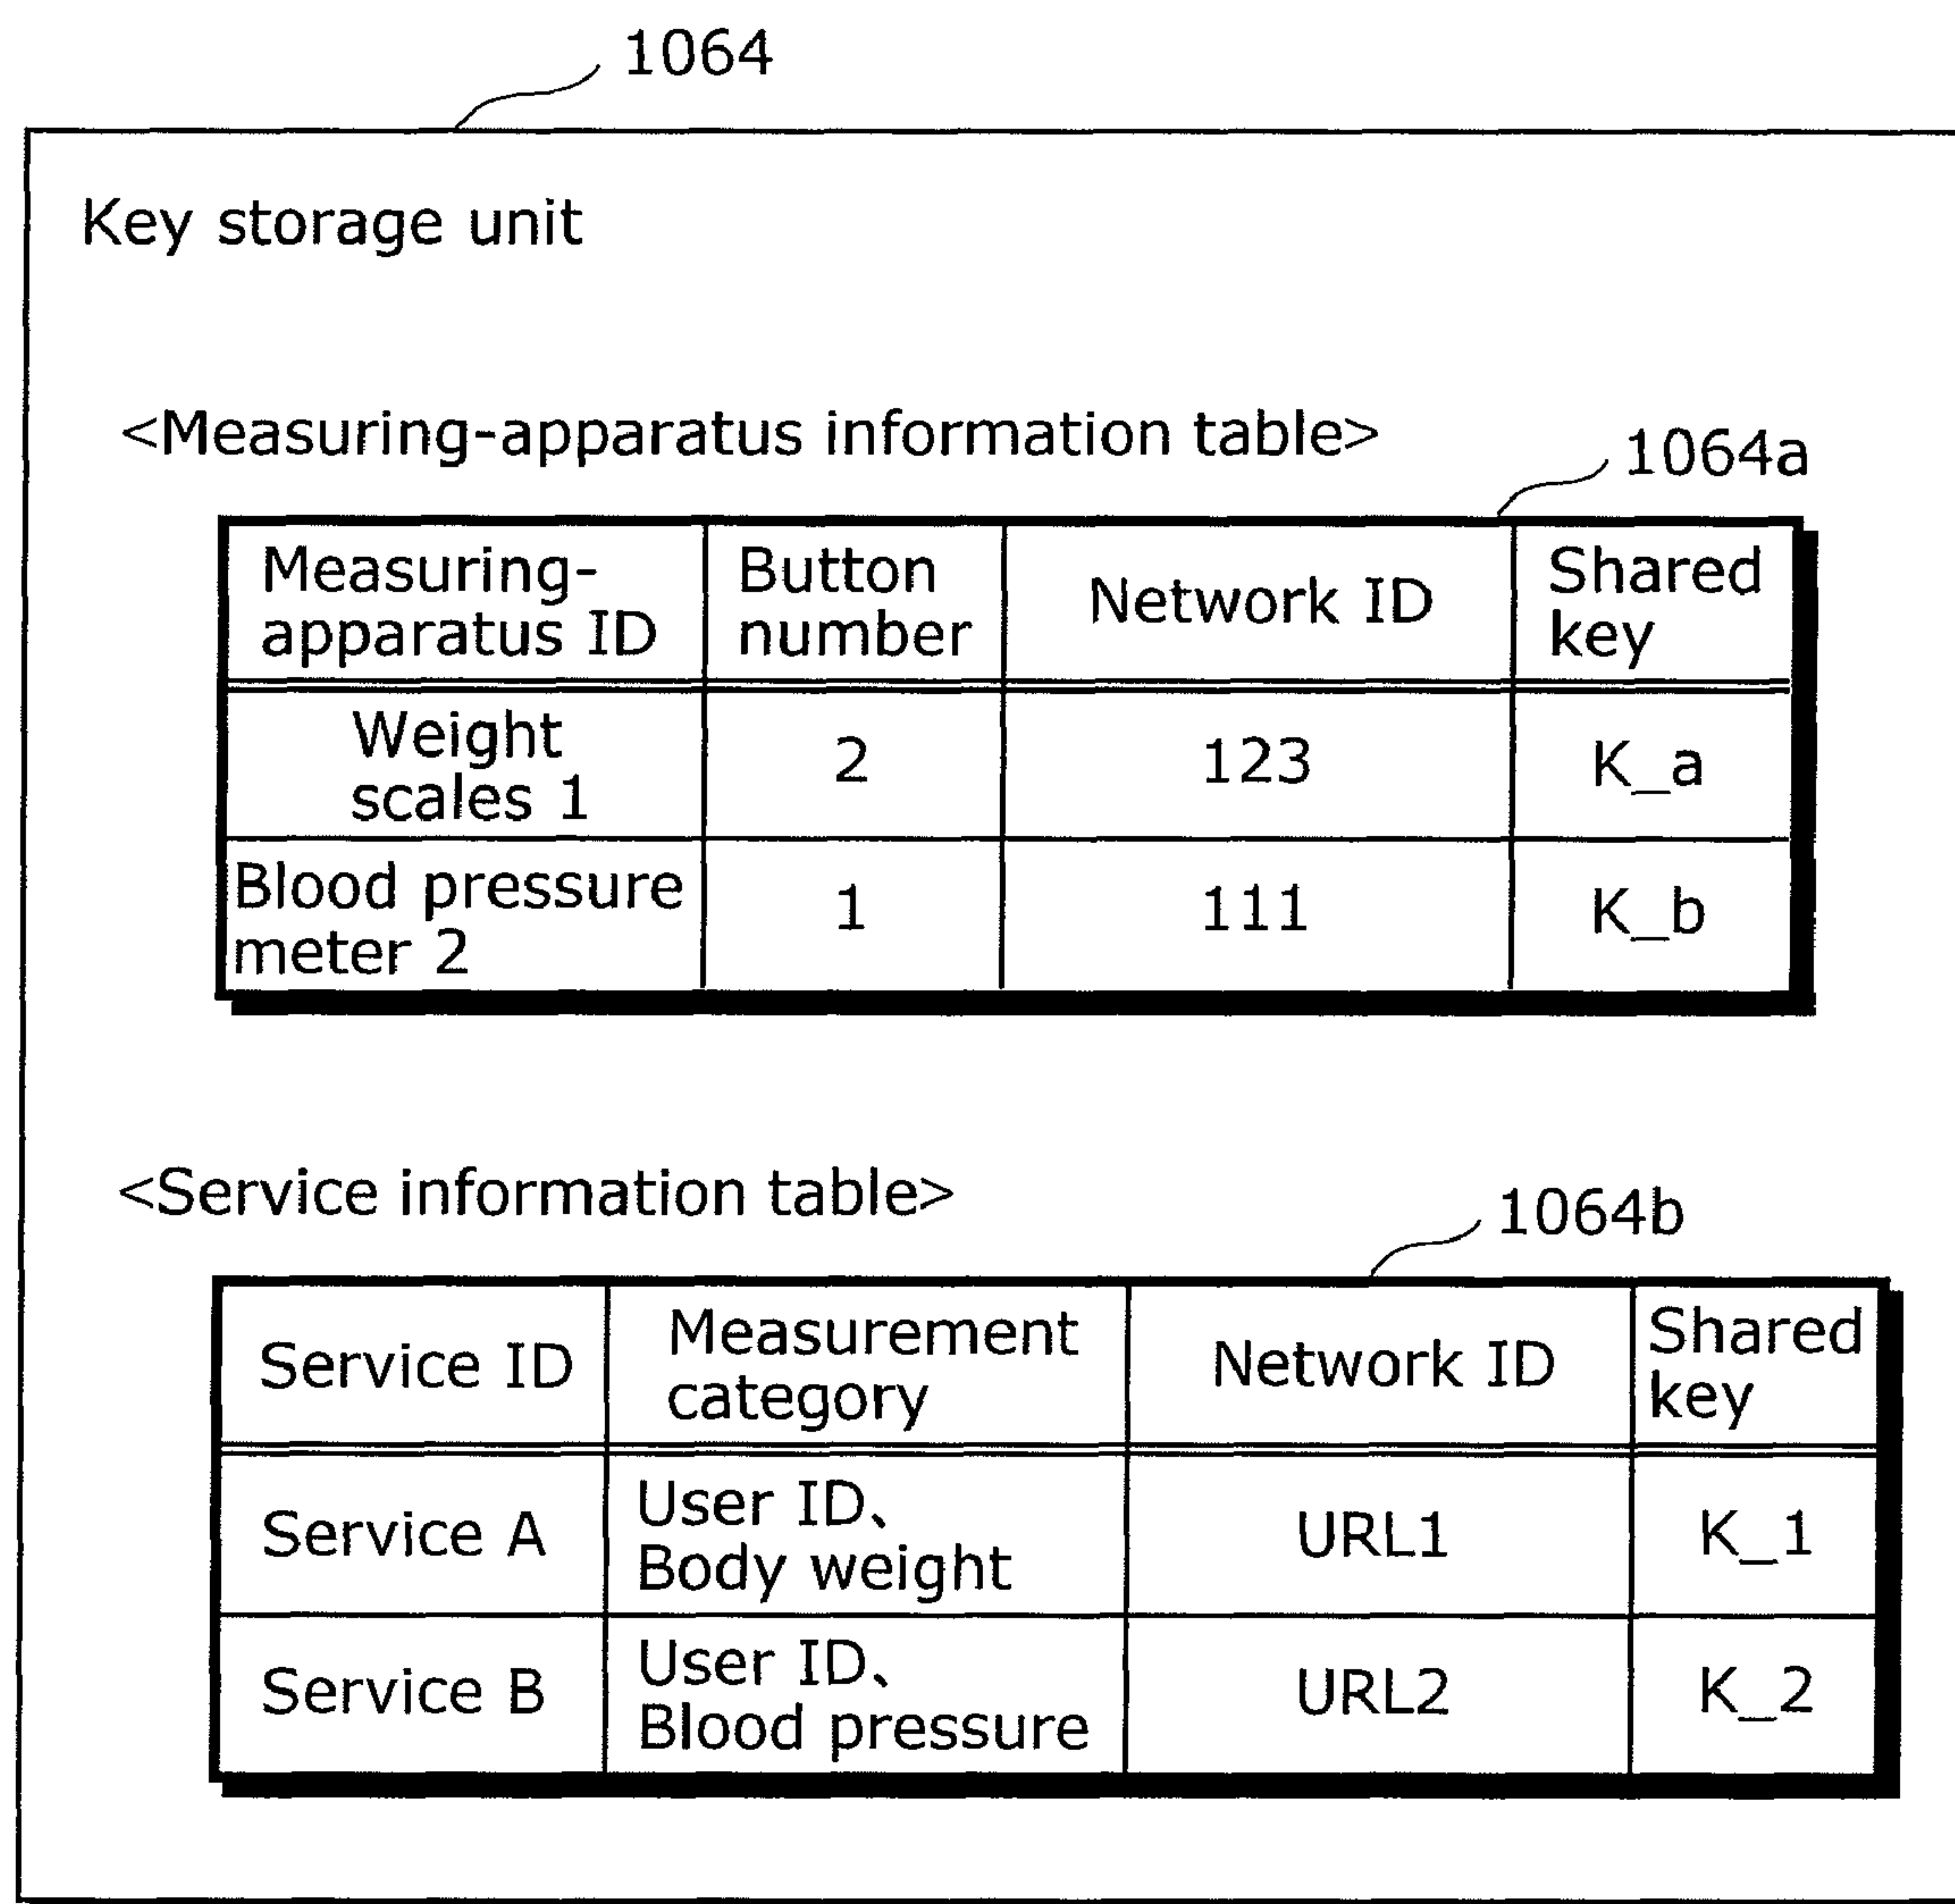 1064
Key storage unit
<Measuring-apparatus information table>
1064a
Measuring-
apparatus ID
Button
number
Network ID
Shared
key
Weight
scales 1
2
123
K_a
Blood pressure
meter 2
1
111
K_b
<Service information table>
1064b
Service ID
Measurement
category
Network ID
Shared
key
Service A
User ID、
Body weight
URL1
K_1
Service B
User ID、
Blood pressure
URL2
K_2